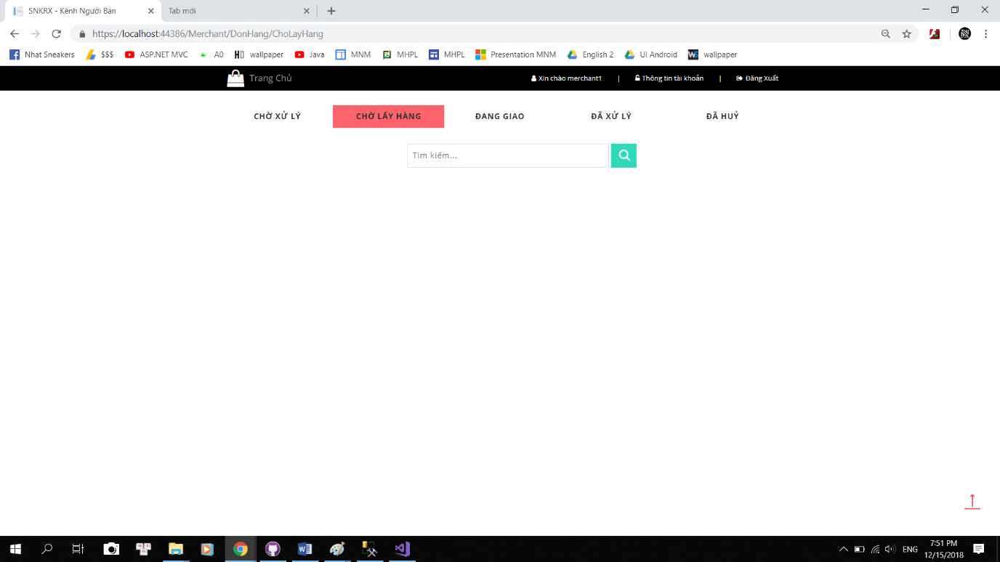 SNKRX - Kênh Người Bán
Tab mới
https://localhost:44386/Merchant/DonHang/ChoLayHang
Nhat Sneakers $$$ ASP.NET MVC A0 HD wallpaper Java MNM MHPL MHPL Presentation MNM English 2 UI Android wallpaper
Trang Chủ Xin chào merchant1 | Thông tin tài khoản | Đăng Xuất
CHỜ XỬ LÝ CHỜ LẤY HÀNG ĐANG GIAO ĐÃ XỬ LÝ ĐÃ HUỶ
Tìm kiếm...
ENG
7:51 PM
12/15/2018